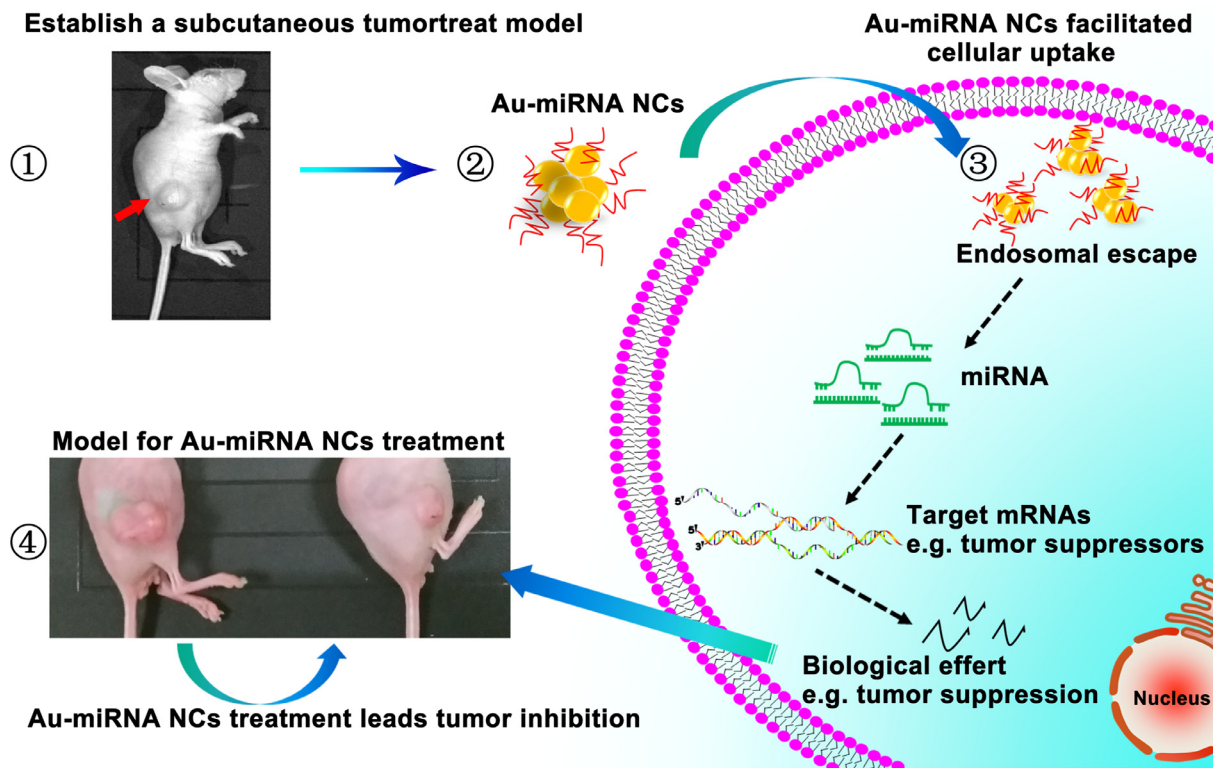 Establish a subcutaneous tumortreat model
①
Au-miRNA NCs
②
Au-miRNA NCs facilitated
cellular uptake
③
Endosomal escape
miRNA
5'
5'
3'
Target mRNAs
e.g. tumor suppressors
Biological effert
e.g. tumor suppression
Nucleus
Model for Au-miRNA NCs treatment
④
Au-miRNA NCs treatment leads tumor inhibition